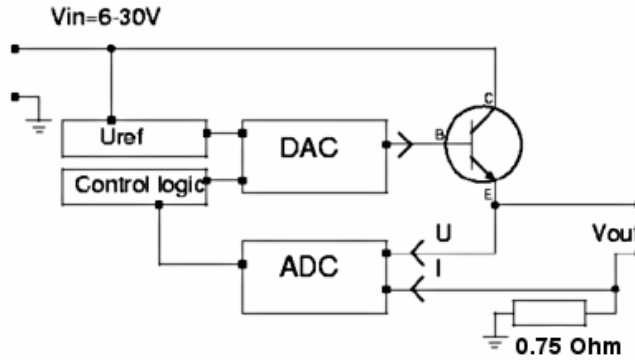 Vin=6-30V
C
Uref
DAC
B
Control logic
E
U
Vout
ADC
I
0.75 Ohm